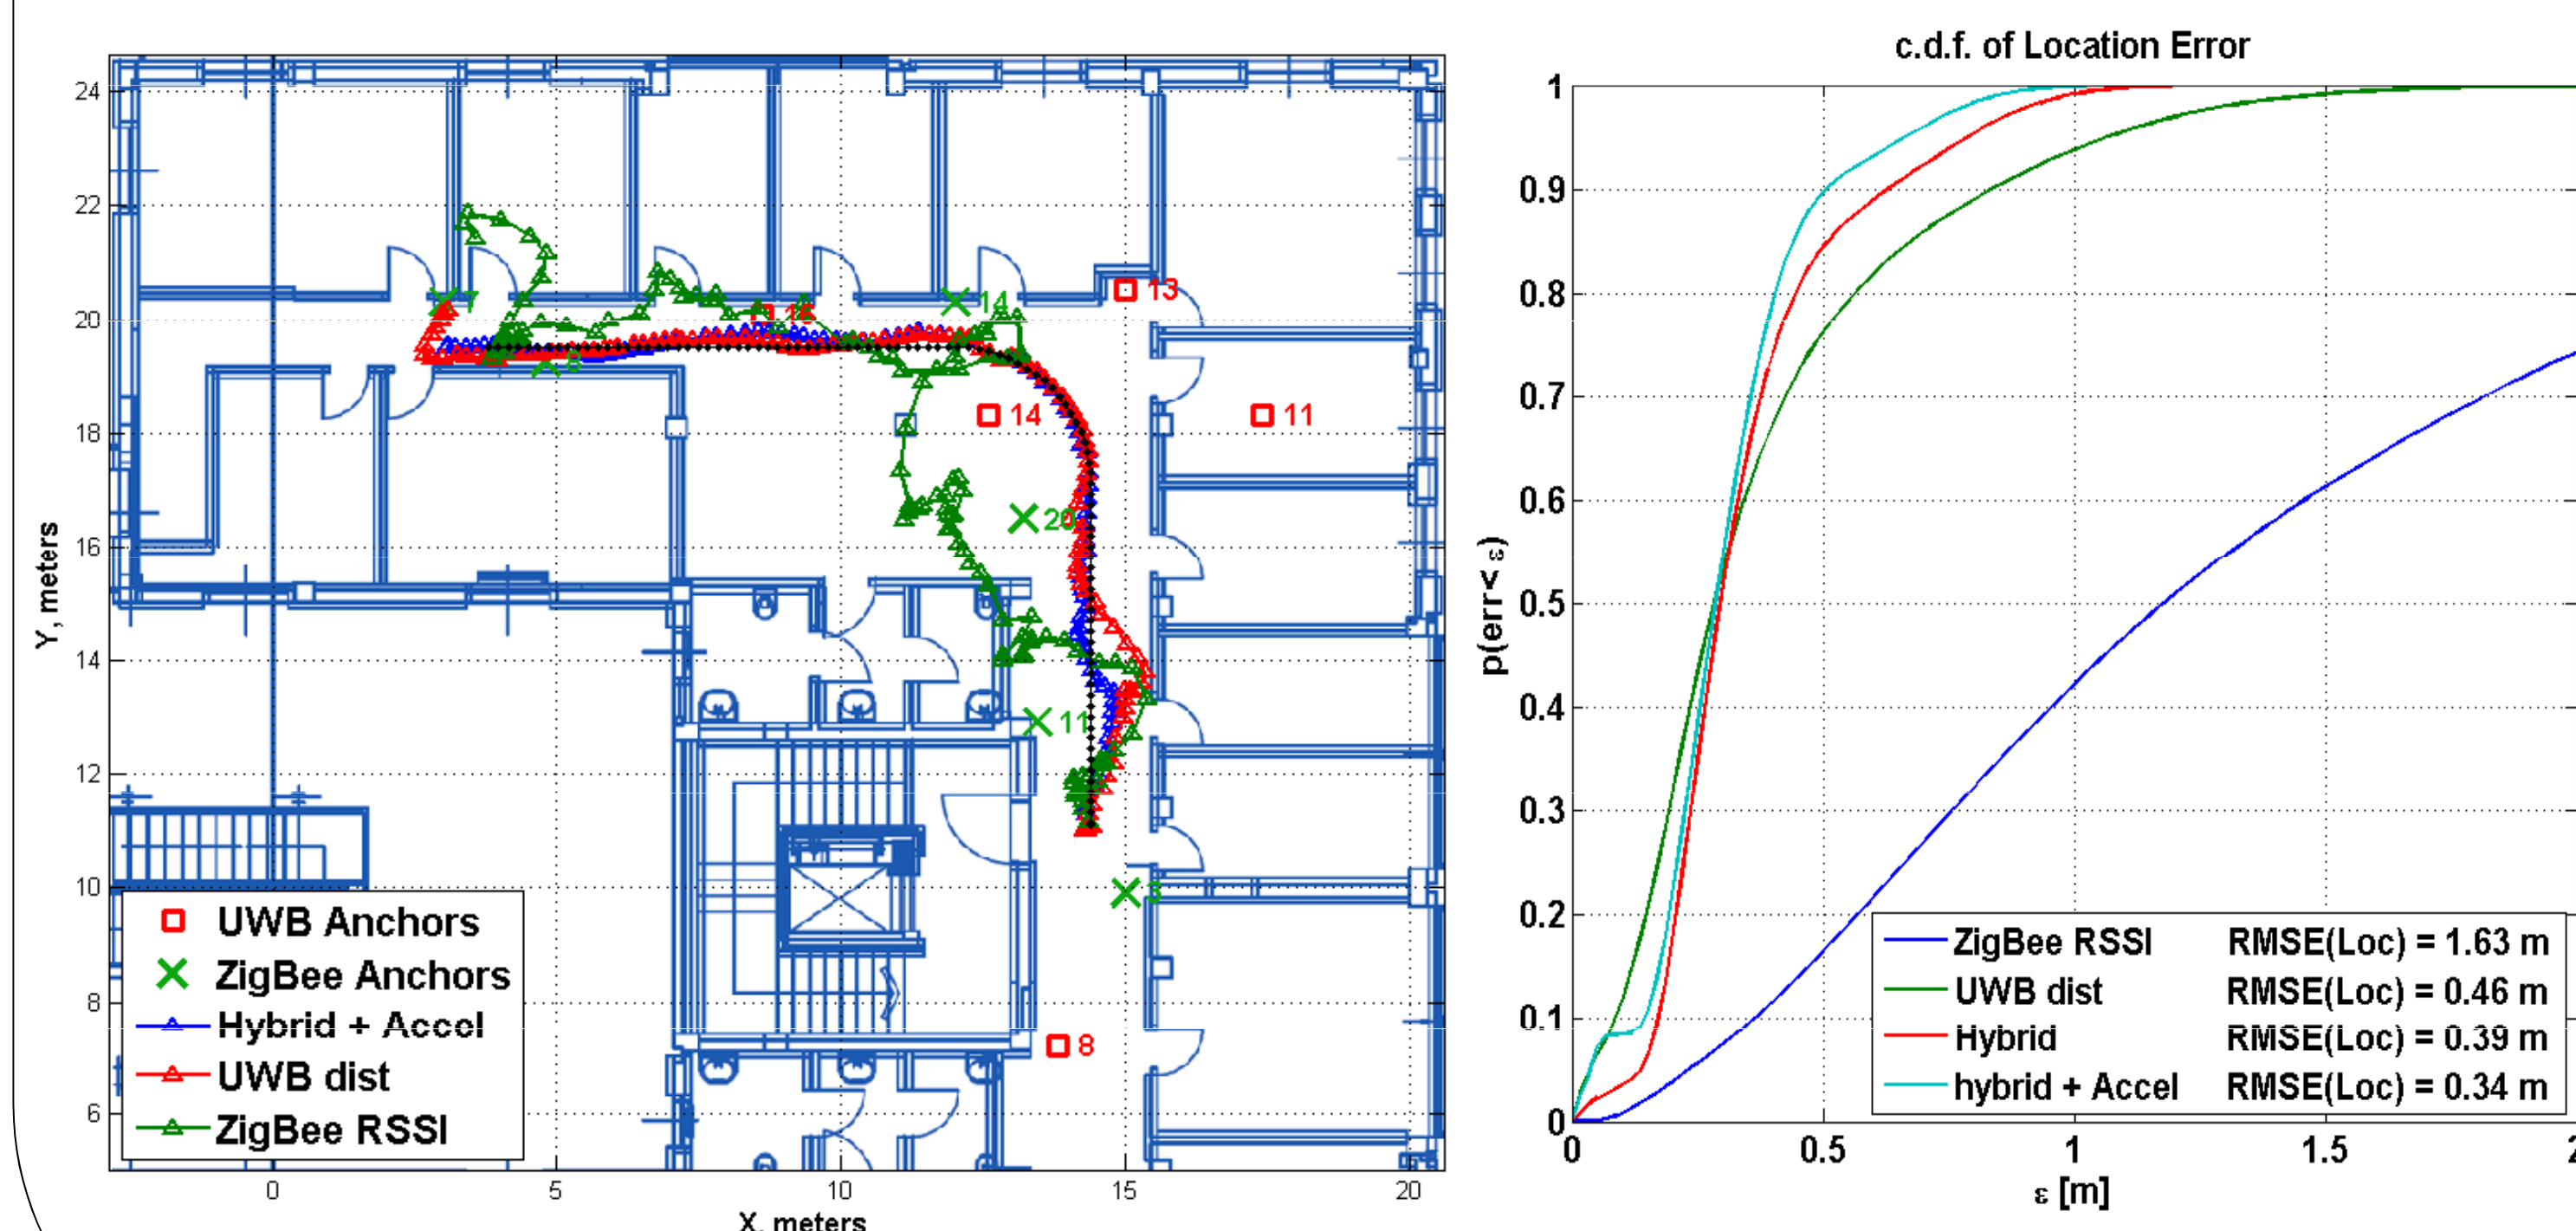 c.d.f. of Location Error
24
22
20
18
16
14
12
10
8
6
Y, meters
0
5
10
15
20
X, meters
7
14
13
14
11
20
11
3
8
UWB Anchors
ZigBee Anchors
Hybrid + Accel
UWB dist
ZigBee RSSI
1
0.9
0.8
0.7
0.6
0.5
0.4
0.3
0.2
0.1
0
p(err< ε)
0
0.5
1
1.5
2
ε [m]
ZigBee RSSI RMSE(Loc) = 1.63 m
UWB dist RMSE(Loc) = 0.46 m
Hybrid RMSE(Loc) = 0.39 m
hybrid + Accel RMSE(Loc) = 0.34 m